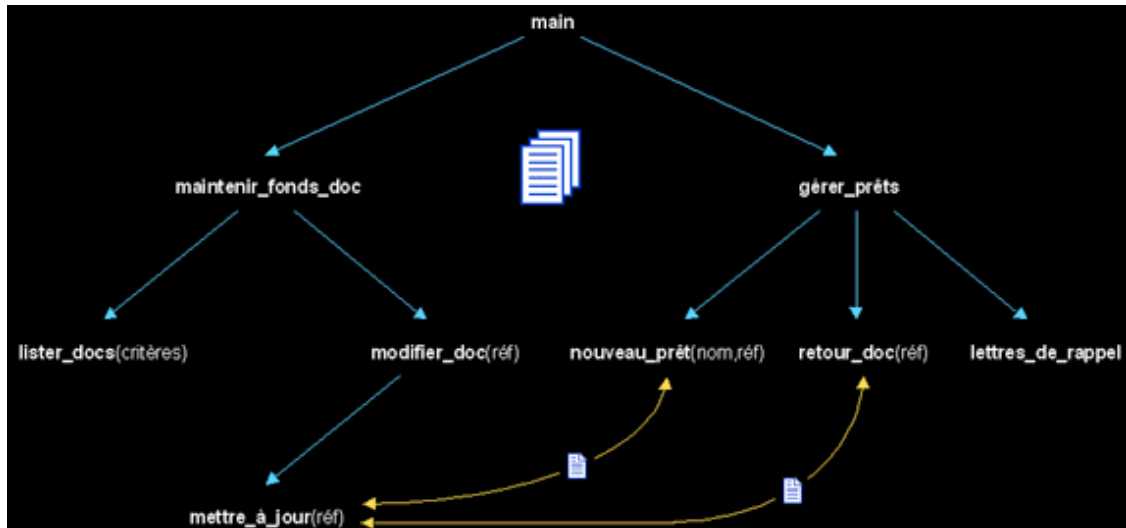 main
maintenir_fonds_doc
gérer_prêts
lister_docs(critères)
modifier_doc(réf)
nouveau_prêt(nom,réf)
retour_doc(réf)
lettres_de_rappel
mettre_à_jour(réf)